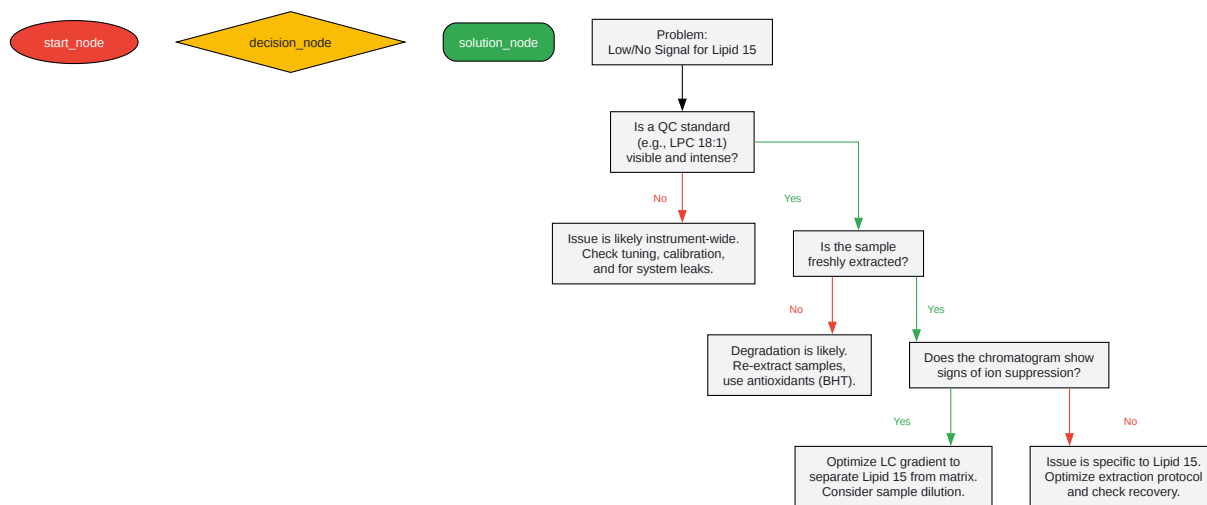 start_node
decision_node
solution_node
Problem:
Low/No Signal for Lipid 15
Is a QC standard
(e.g., LPC 18:1)
visible and intense?
No
Yes
Issue is likely instrument-wide.
Check tuning, calibration,
and for system leaks.
Is the sample
freshly extracted?
No
Yes
Degradation is likely.
Re-extract samples,
use antioxidants (BHT).
Does the chromatogram show
signs of ion suppression?
Yes
No
Optimize LC gradient to
separate Lipid 15 from matrix.
Consider sample dilution.
Issue is specific to Lipid 15.
Optimize extraction protocol
and check recovery.